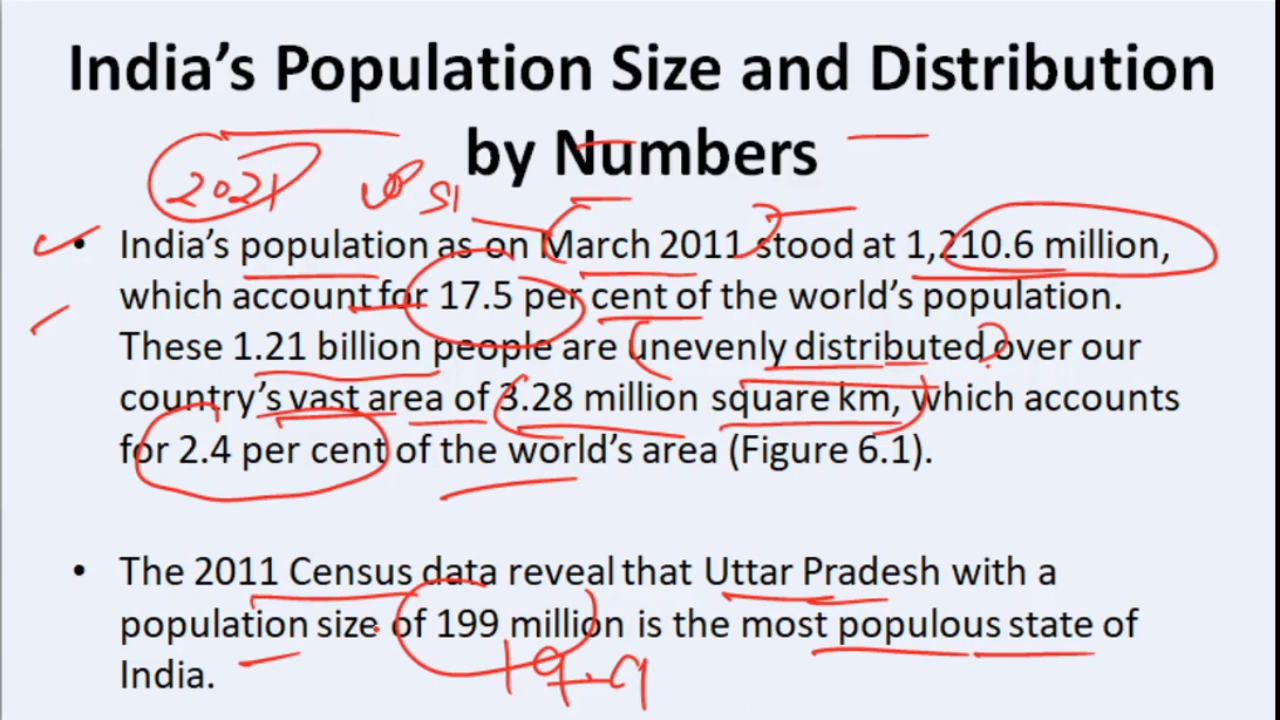 India's Population Size and Distribution
by Numbers
2021 UP SI
• India's population as on March 2011 stood at 1,210.6 million,
which account for 17.5 per cent of the world's population.
These 1.21 billion people are unevenly distributed over our
country's vast area of 3.28 million square km, which accounts
for 2.4 per cent of the world's area (Figure 6.1).
• The 2011 Census data reveal that Uttar Pradesh with a
population size of 199 million is the most populous state of
19.9
India.